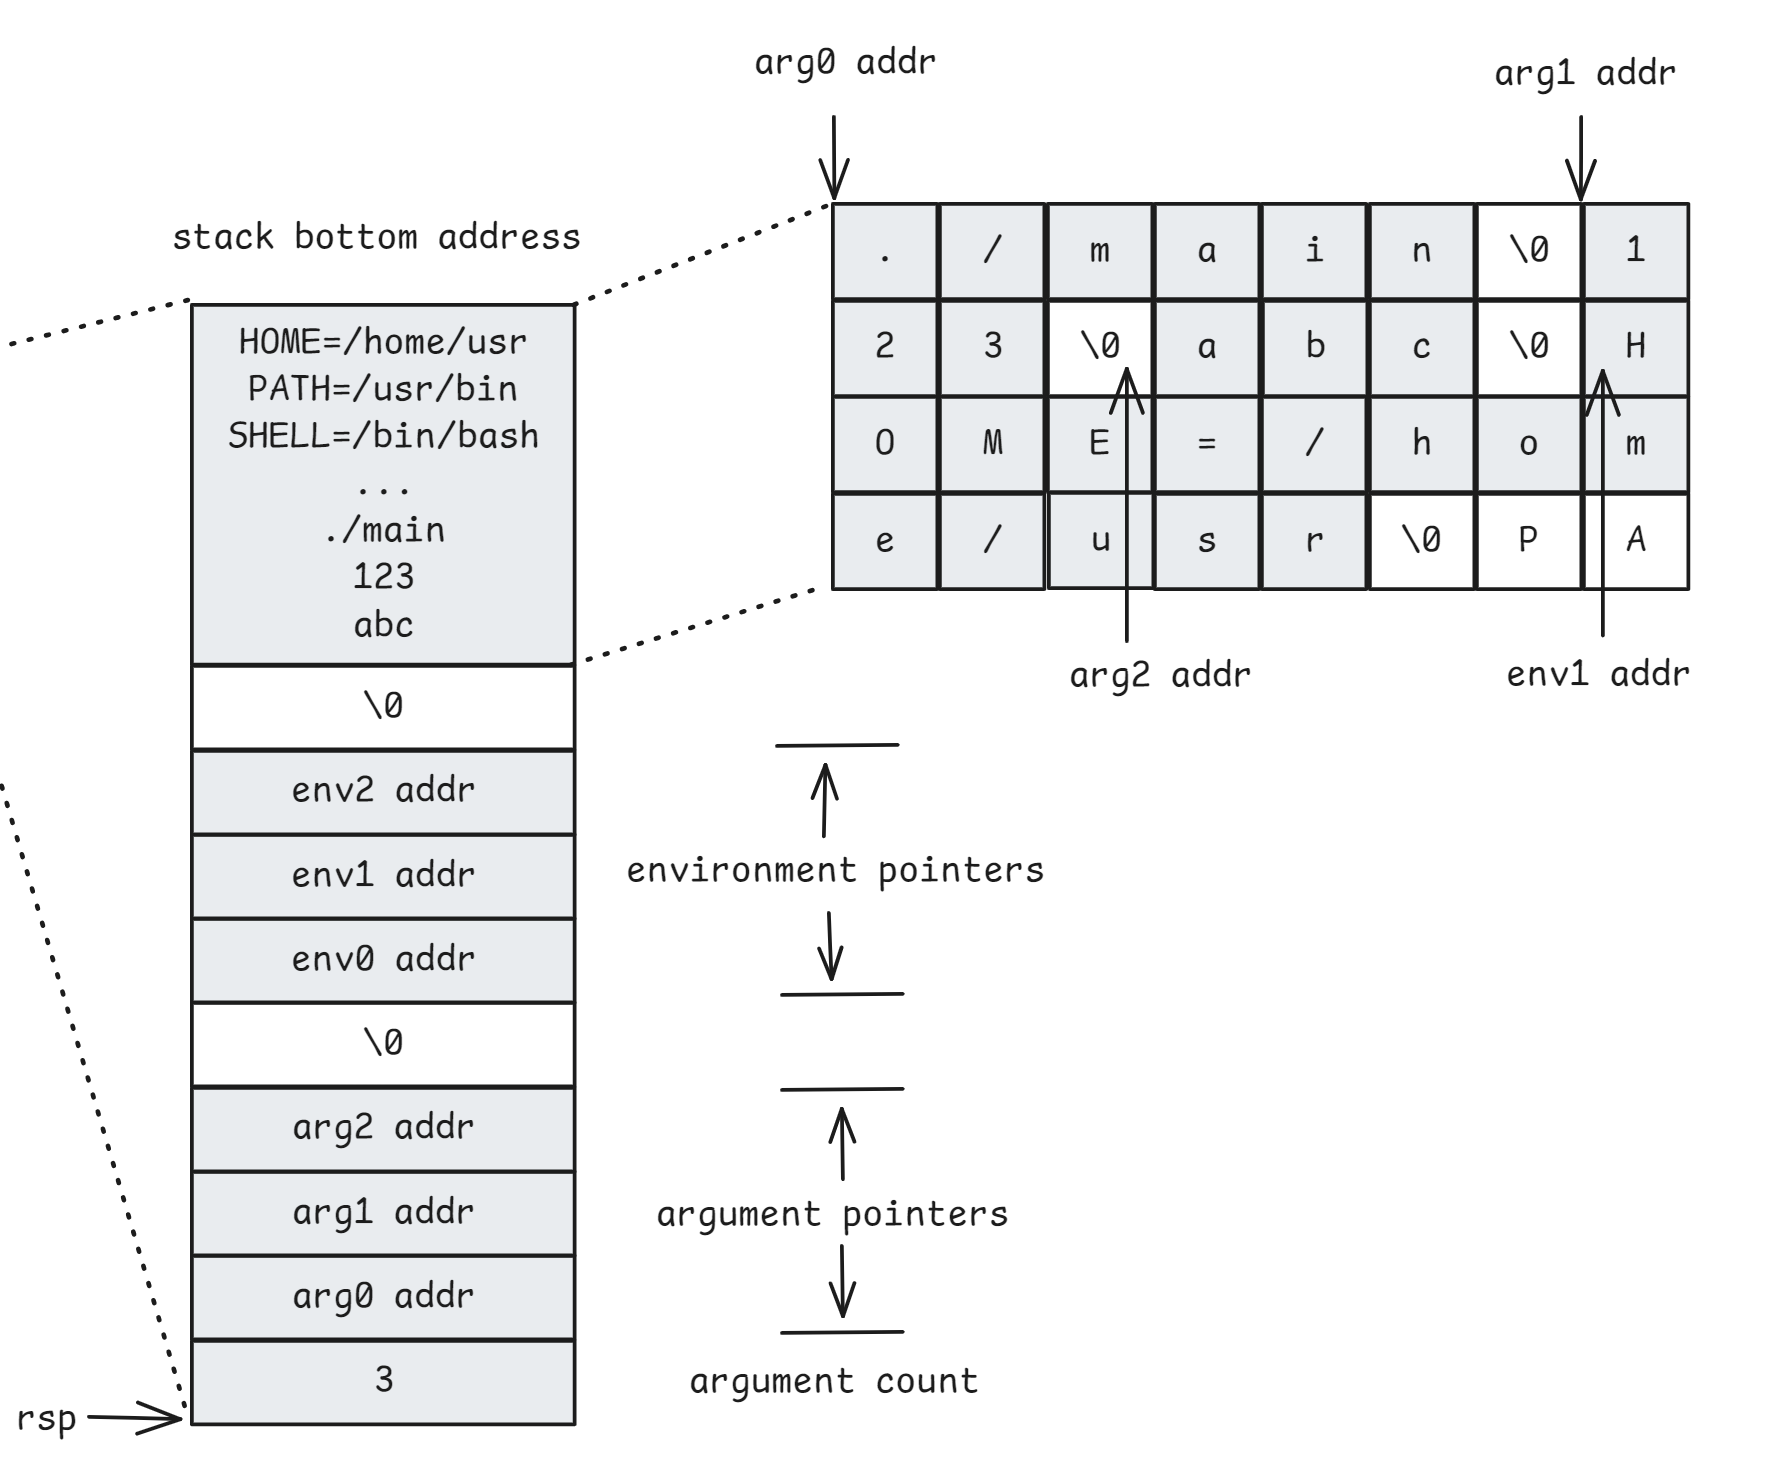 arg0 addr
arg1 addr
stack bottom address
. / m a i n \0 1
2 3 \0 a b c \0 H
O M E = / h o m
e / u s r \0 P A
arg2 addr
env1 addr
HOME=/home/usr
PATH=/usr/bin
SHELL=/bin/bash
...
./main
123
abc
\0
env2 addr
env1 addr
env0 addr
\0
arg2 addr
arg1 addr
arg0 addr
3
environment pointers
argument pointers
argument count
rsp